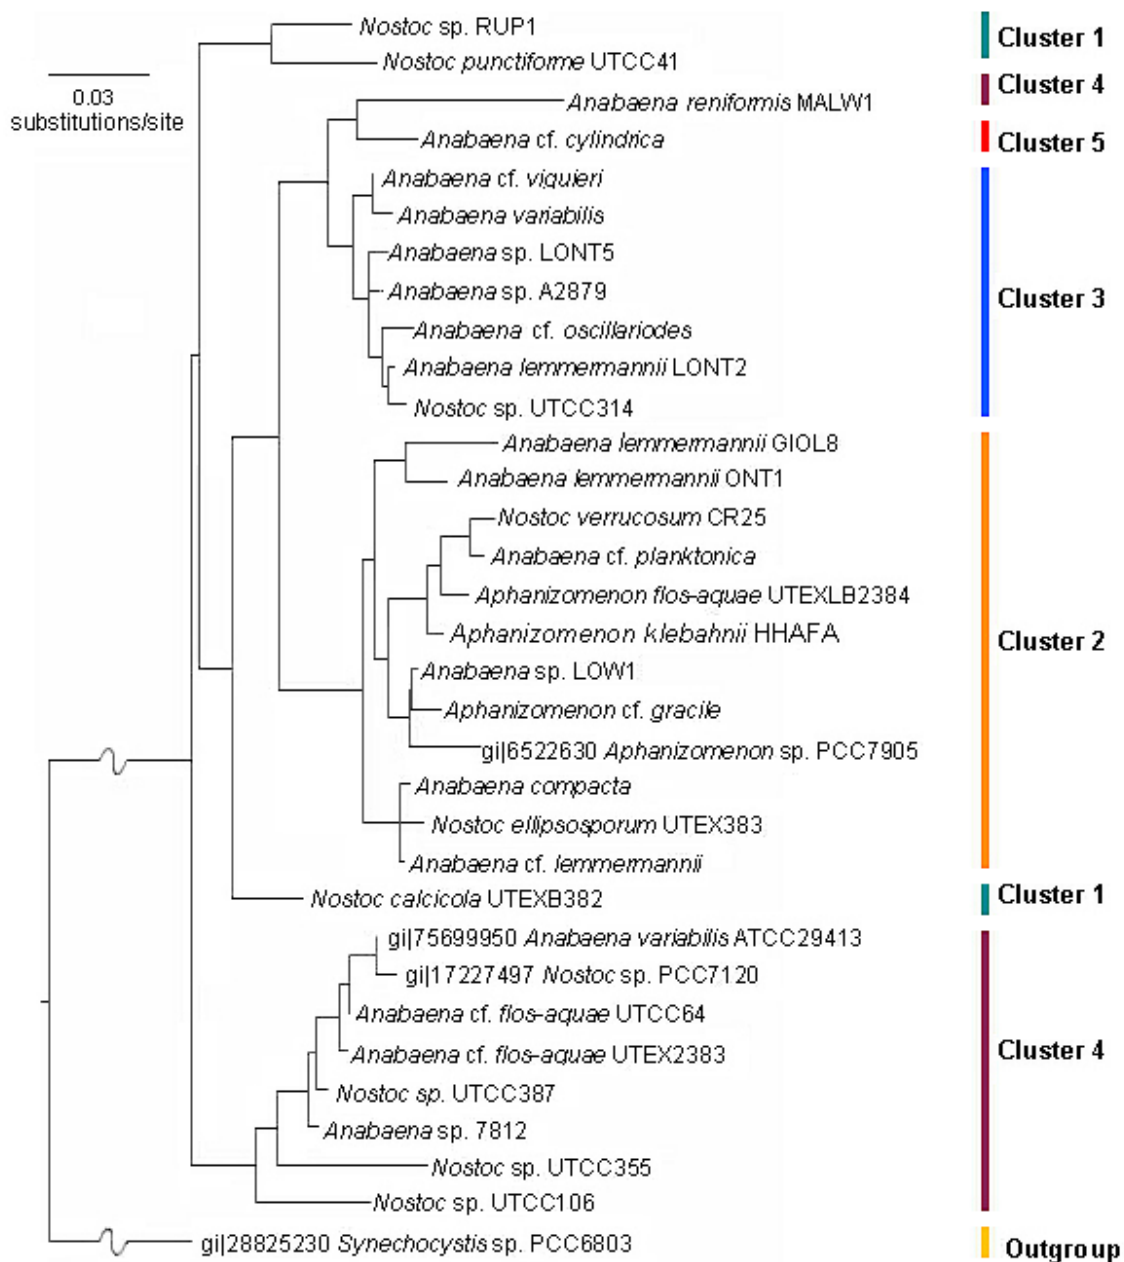 Nostoc sp. RUP1
Cluster 1
Nostoc punctiforme UTCC41
0.03
substitutions/site
Cluster 4
Anabaena reniformis MALW1
Anabaena cf. cylindrica
Cluster 5
Anabaena cf. viguieri
Anabaena variabilis
Anabaena sp. LONT5
Anabaena sp. A2879
Cluster 3
Anabaena cf. oscillariodes
Anabaena lemmermannii LONT2
Nostoc sp. UTCC314
Anabaena lemmermannii GIOL8
Anabaena lemmermannii ONT1
Nostoc verrucosum CR25
Anabaena cf. planktonica
Aphanizomenon flos-aquae UTEXLB2384
Aphanizomenon klebahnii HHAFA
Cluster 2
Anabaena sp. LOW1
Aphanizomenon cf. gracile
gi|6522630 Aphanizomenon sp. PCC7905
Anabaena compacta
Nostoc ellipsosporum UTEX383
Anabaena cf. lemmermannii
Nostoc calcicola UTEXB382
Cluster 1
gi|75699950 Anabaena variabilis ATCC29413
gi|17227497 Nostoc sp. PCC7120
Anabaena cf. flos-aquae UTCC64
Anabaena cf. flos-aquae UTEX2383
Cluster 4
Nostoc sp. UTCC387
Anabaena sp. 7812
Nostoc sp. UTCC355
Nostoc sp. UTCC106
gi|28825230 Synechocystis sp. PCC6803
Outgroup